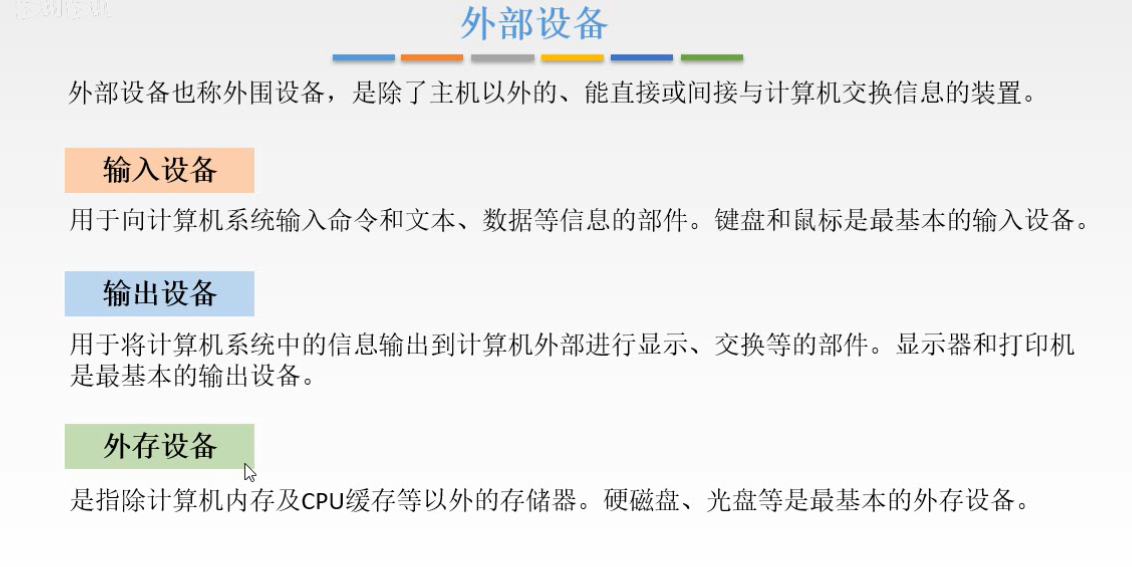 外部设备
外部设备也称外围设备，是除了主机以外的、能直接或间接与计算机交换信息的装置。
输入设备
用于向计算机系统输入命令和文本、数据等信息的部件。键盘和鼠标是最基本的输入设备。
输出设备
用于将计算机系统中的信息输出到计算机外部进行显示、交换等的部件。显示器和打印机
是最基本的输出设备。
外存设备
是指除计算机内存及CPU缓存等以外的存储器。硬磁盘、光盘等是最基本的外存设备。